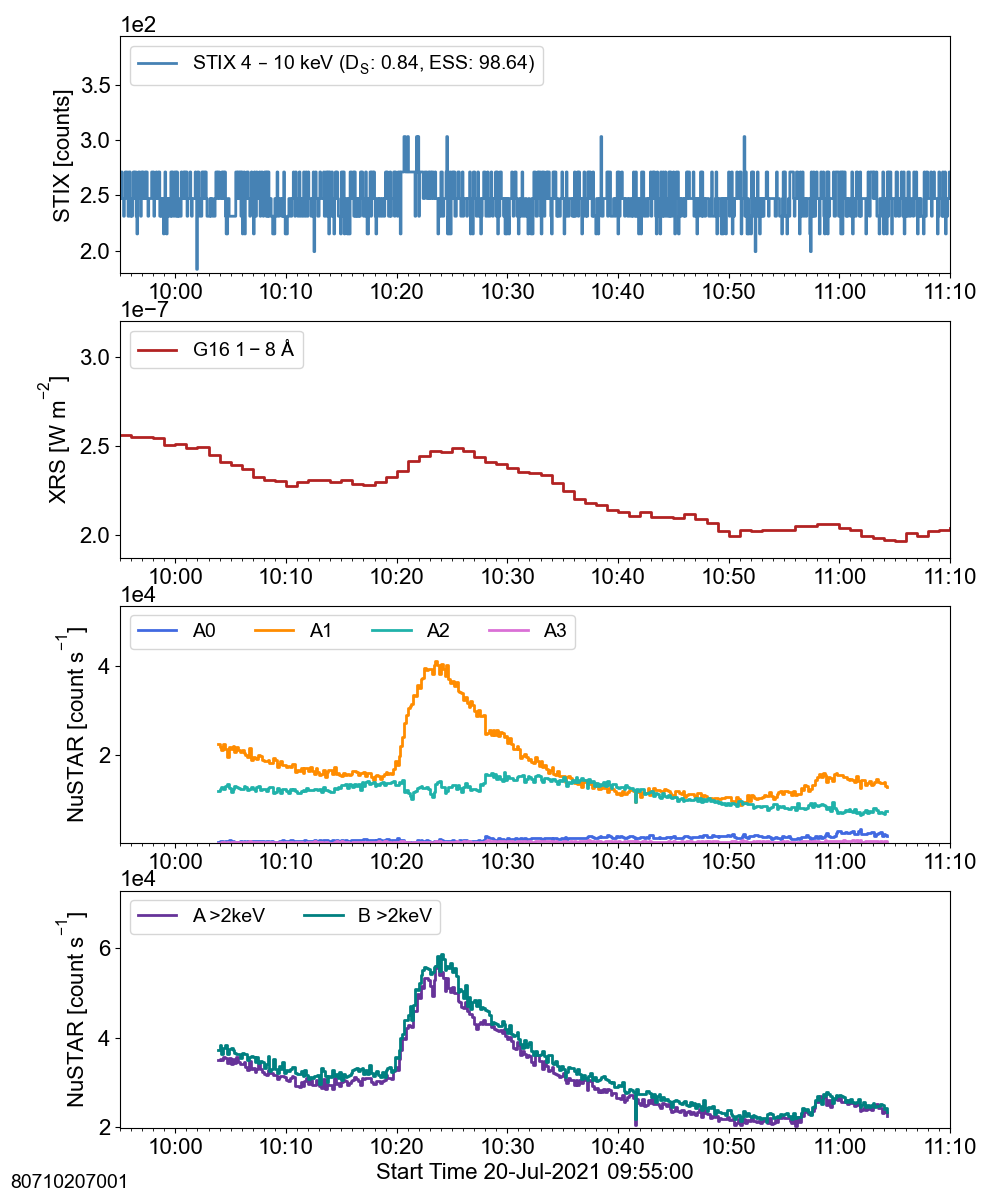 1e2
STIX [counts]
3.5
3.0
2.5
2.0
STIX 4 – 10 keV (D_S: 0.84, ESS: 98.64)
10:00 10:10 10:20 10:30 10:40 10:50 11:00 11:10
1e−7
XRS [W m⁻²]
3.0
2.5
2.0
G16 1 – 8 Å
10:00 10:10 10:20 10:30 10:40 10:50 11:00 11:10
1e4
NuSTAR [count s⁻¹]
4
2
A0 A1 A2 A3
10:00 10:10 10:20 10:30 10:40 10:50 11:00 11:10
1e4
NuSTAR [count s⁻¹]
6
4
2
A >2keV B >2keV
10:00 10:10 10:20 10:30 10:40 10:50 11:00 11:10
Start Time 20-Jul-2021 09:55:00
80710207001